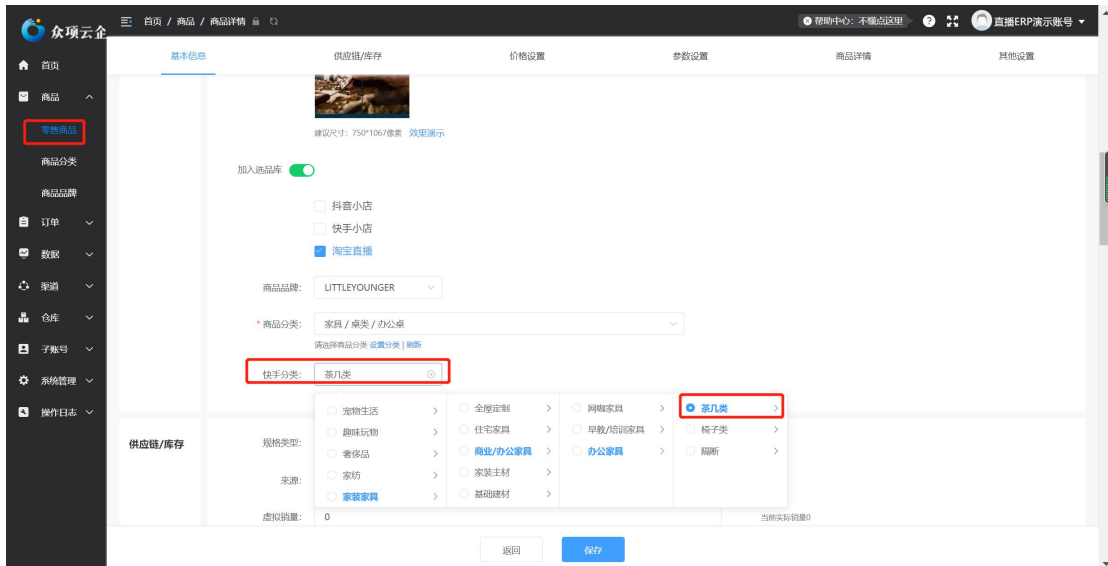 众项云企
首页 / 商品 / 商品详情
帮助中心：不懂点这里
直播ERP演示账号
首页
商品
零售商品
商品分类
商品品牌
订单
数据
渠道
仓库
子账号
系统管理
操作日志
基本信息 供应链/库存 价格设置 参数设置 商品详情 其他设置
建议尺寸：750*1067像素 效果演示
加入选品库
抖音小店
快手小店
淘宝直播
商品品牌: LITTLEYOUNGER
* 商品分类: 家具 / 桌类 / 办公桌
请选择商品分类 设置分类 | 刷新
快手分类: 茶几类
宠物生活 全屋定制 网咖家具 茶几类
趣味玩物 住宅家具 早教/培训家具 椅子类
奢侈品 商业/办公家具 办公家具 隔断
家纺 家装主材
家装家具 基础建材
供应链/库存
规格类型:
来源:
虚拟销量: 0 当前实际销量0
返回 保存